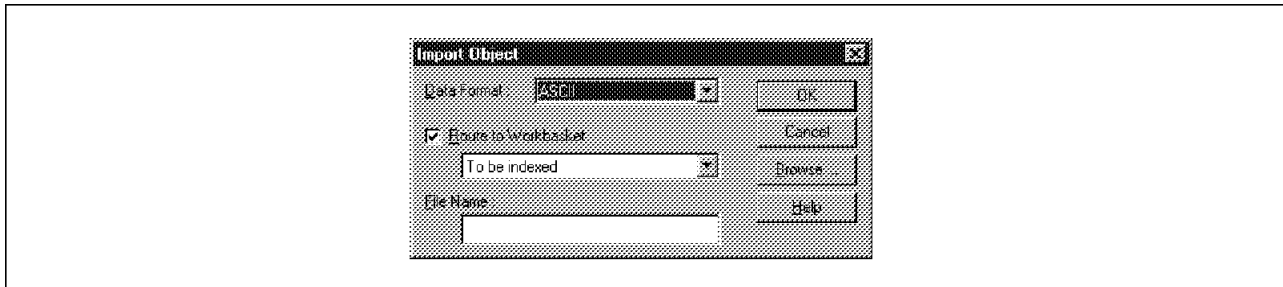 Import Object
Data Format: ASCII OK
Route to Workbasket Cancel
To be indexed Browse ...
File Name: Help